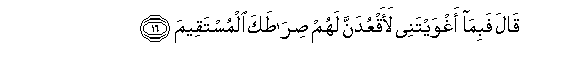 قَالَ فَبِمَآ أَغْوَيْتَنِى لَأَقْعُدَنَّ لَهُمْ صِرَٰطَكَ ٱلْمُسْتَقِيمَ ١٦